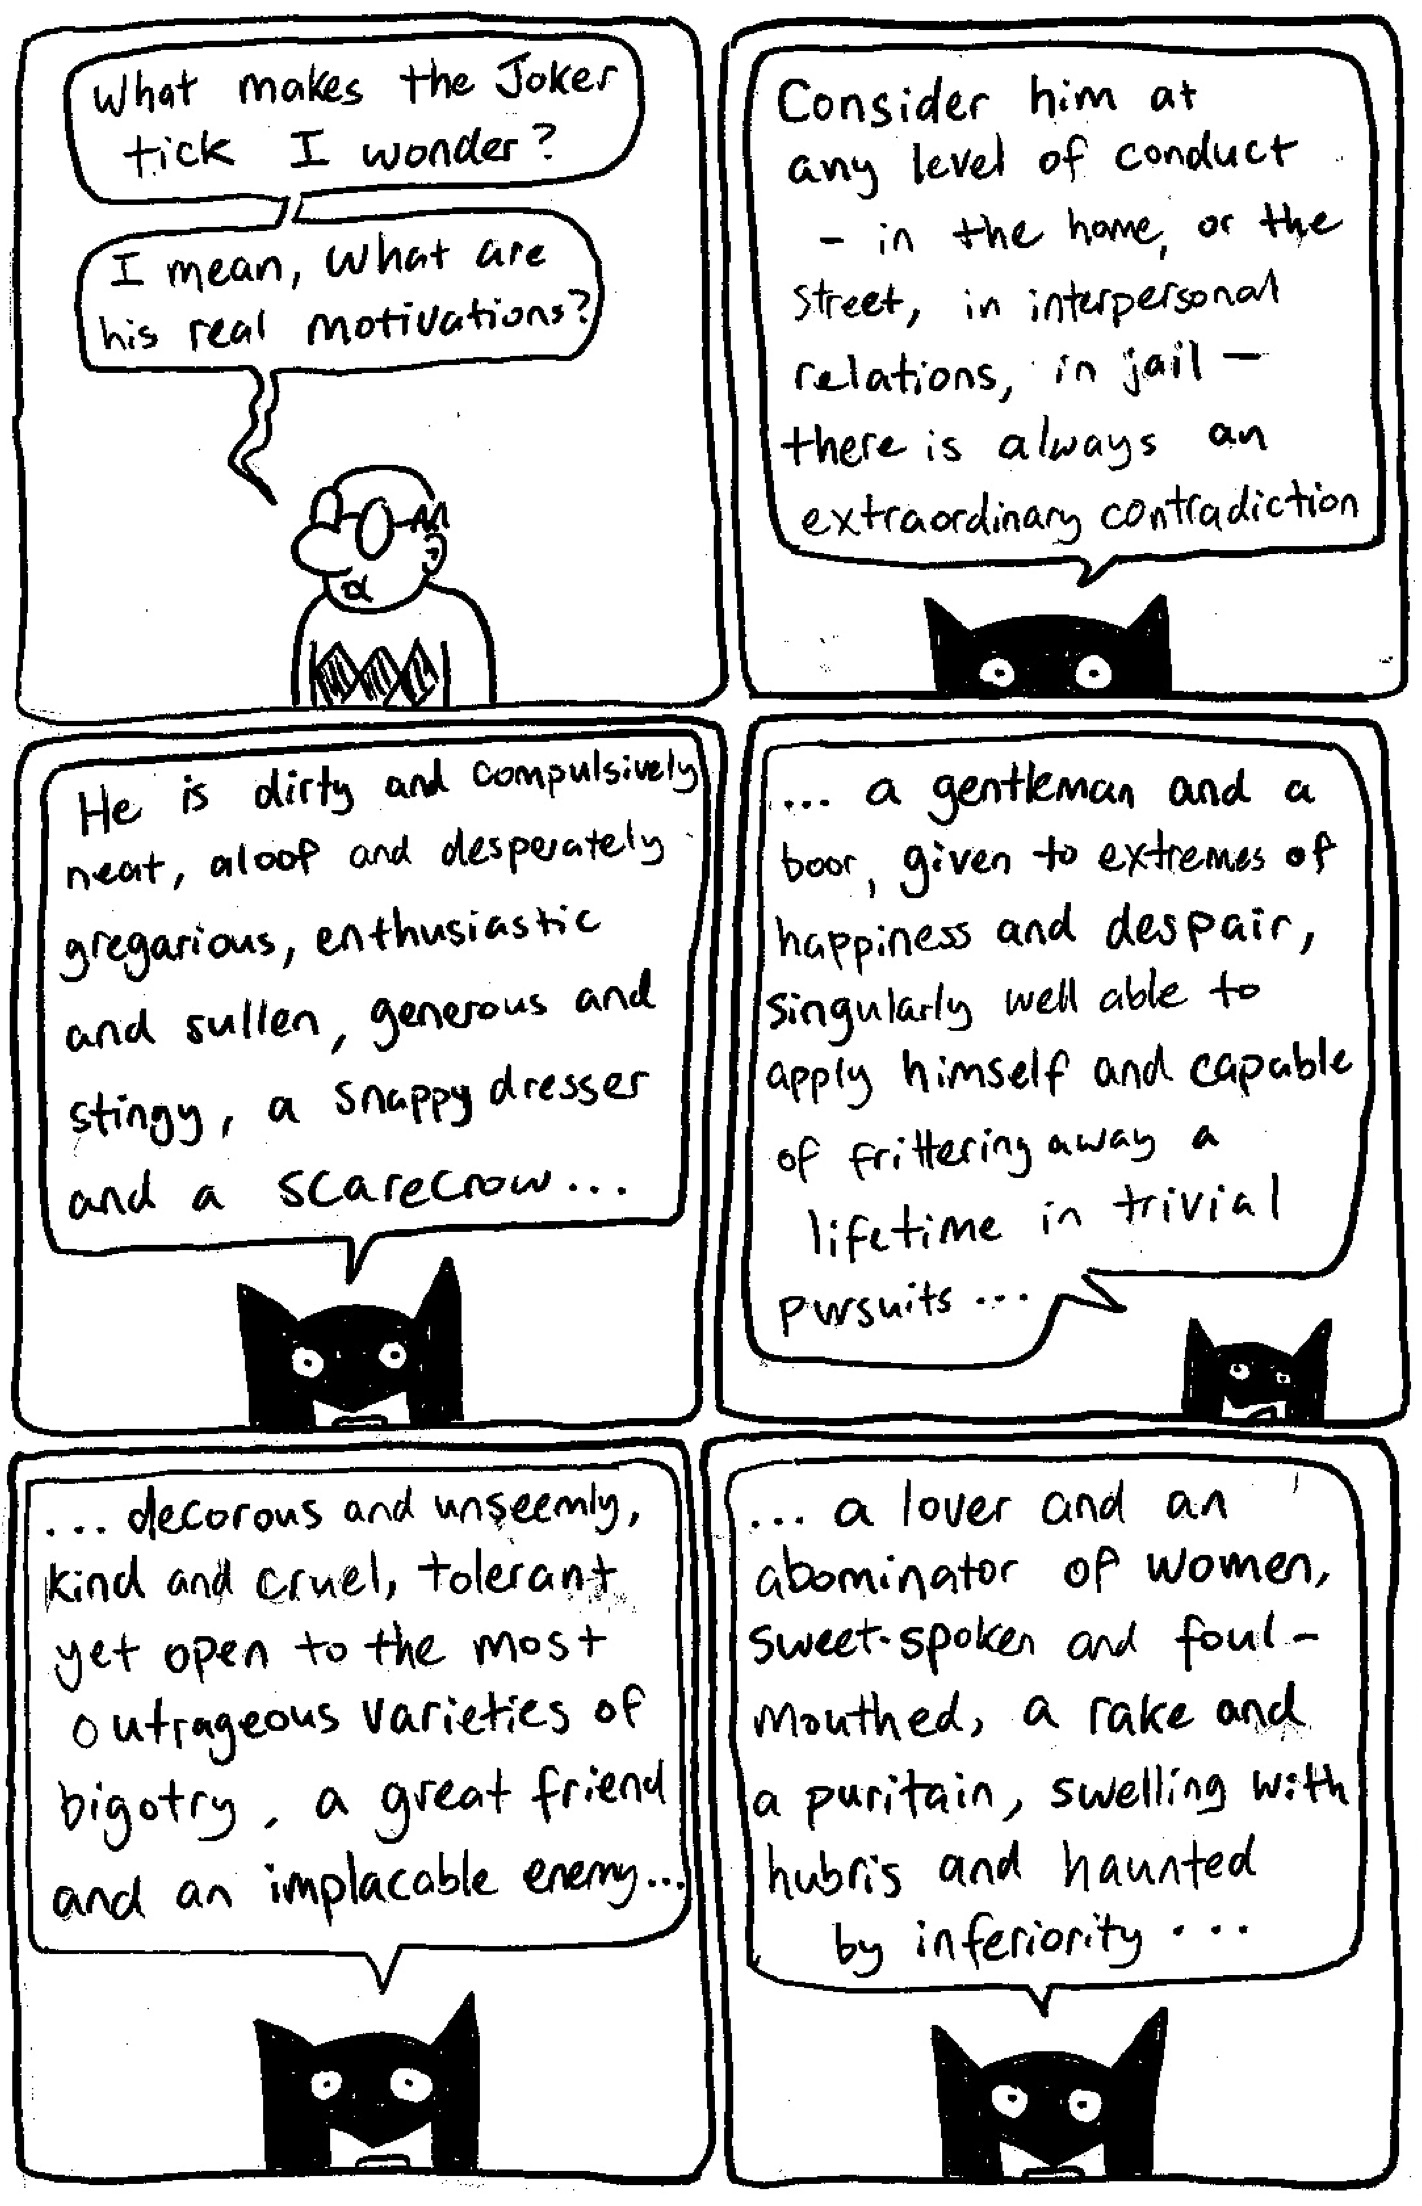 What makes the Joker
tick I wonder?
I mean, what are
his real motivations?
Consider him at
any level of conduct
- in the home, or the
street, in interpersonal
relations, in jail -
there is always an
extraordinary contradiction
He is dirty and compulsively
neat, aloof and desperately
gregarious, enthusiastic
and sullen, generous and
stingy, a snappy dresser
and a scarecrow...
... a gentleman and a
boor, given to extremes of
happiness and despair,
singularly well able to
apply himself and capable
of frittering away a
lifetime in trivial
pursuits ...
... decorous and unseemly,
kind and cruel, tolerant
yet open to the most
outrageous varieties of
bigotry, a great friend
and an implacable enemy...
... a lover and an
abominator of women,
sweet-spoken and foul-
mouthed, a rake and
a puritain, swelling with
hubris and haunted
by inferiority ...